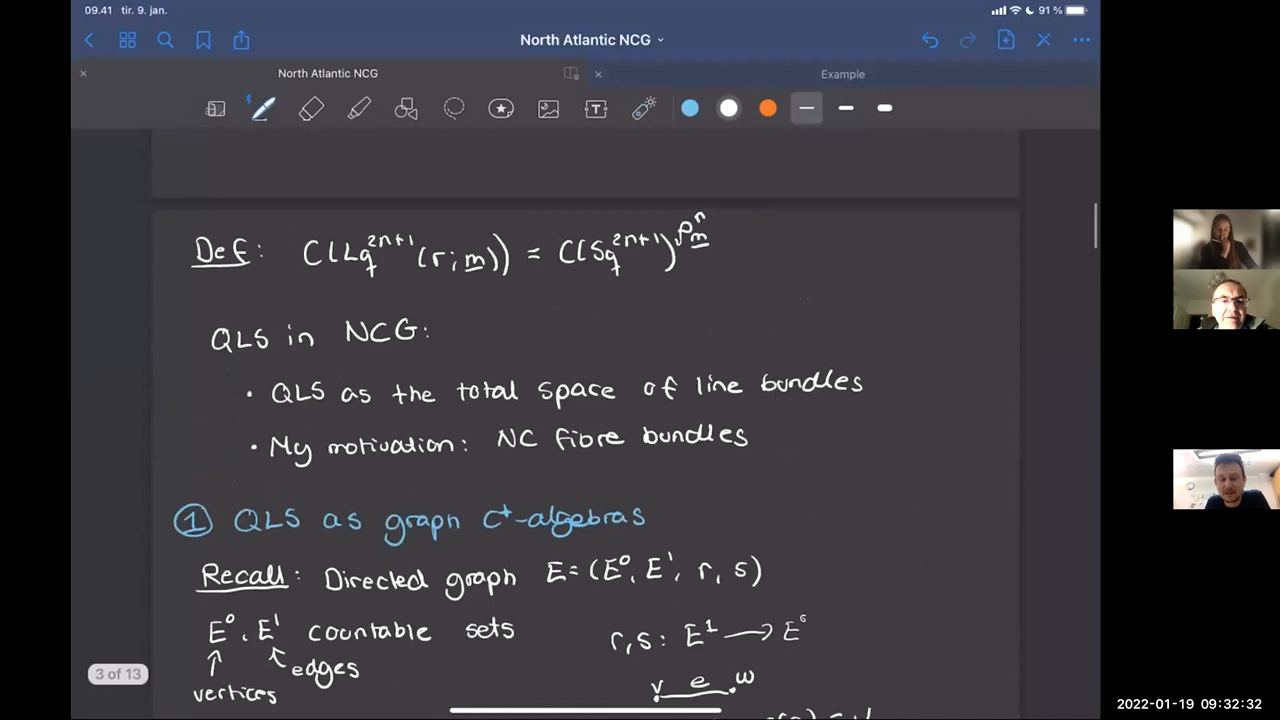 09.41 tir. 9. jan.
91 %
North Atlantic NCG
North Atlantic NCG
Example
Def: C(L_q^{2n+1}(r; m)) = C(S_q^{2n+1})^{ρ_m^n}
QLS in NCG:
• QLS as the total space of line bundles
• My motivation: NC fibre bundles
① QLS as graph C*-algebras
Recall: Directed graph E=(E⁰, E¹, r, s)
E⁰, E¹ countable sets
r,s: E¹ → E⁰
vertices
edges
v e w
3 of 13
2022-01-19 09:32:32